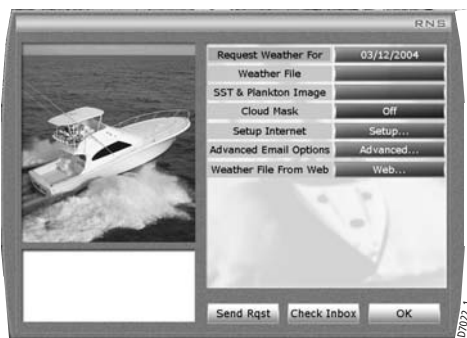 RNS
Request Weather For 03/12/2004
Weather File
SST & Plankton Image
Cloud Mask Off
Setup Internet Setup...
Advanced Email Options Advanced...
Weather File From Web Web...
Send Rqst Check Inbox OK
D7022_1